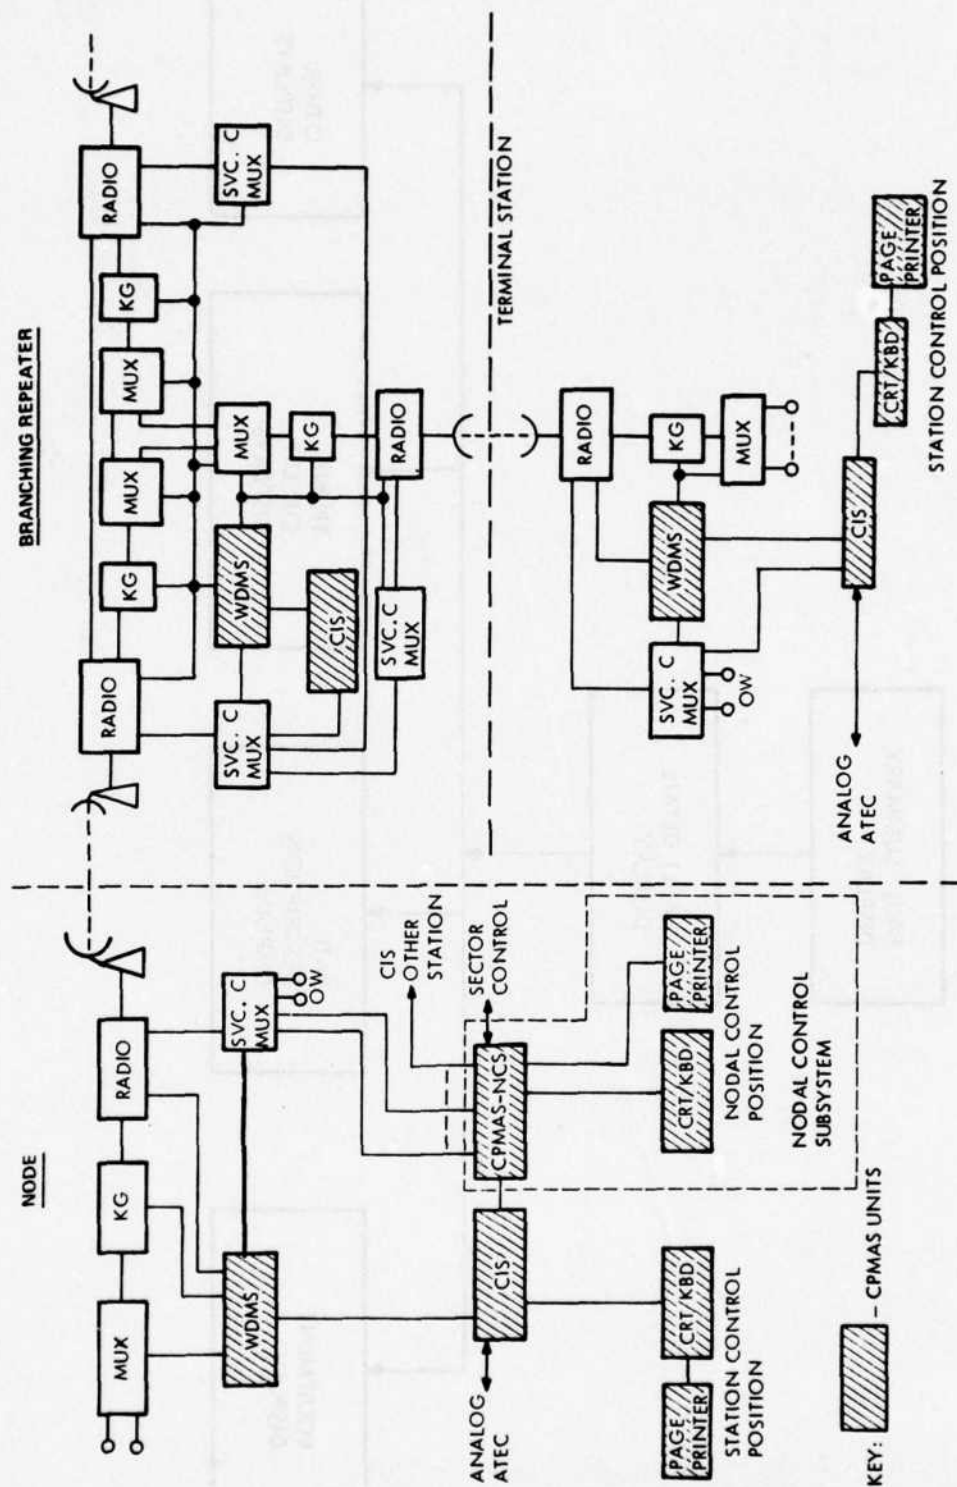 NODE
MUX
KG
RADIO
WDMS
SVC. C
MUX
OW
CIS
OTHER
STATION
SECTOR
CONTROL
ANALOG
ATEC
CIS
CPMAS-NCS
PAGE
PRINTER
CRT/KBD
STATION CONTROL
POSITION
CRT/KBD
PAGE PRINTER
NODAL CONTROL
POSITION
NODAL CONTROL
SUBSYSTEM
KEY:
– CPMAS UNITS
BRANCHING REPEATER
RADIO
KG
MUX
MUX
KG
RADIO
SVC. C
MUX
WDMS
MUX
SVC. C
MUX
CIS
KG
SVC. C
MUX
RADIO
TERMINAL STATION
RADIO
SVC. C
MUX
OW
WDMS
KG
MUX
ANALOG
ATEC
CIS
CRT/KBD
PAGE
PRINTER
STATION CONTROL POSITION